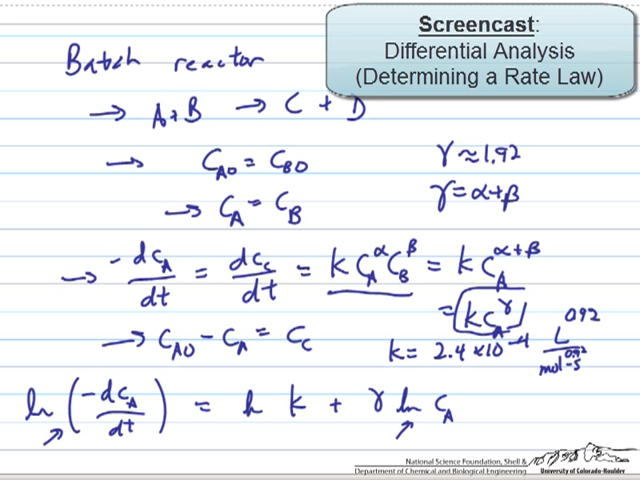 Screencast:
Differential Analysis
(Determining a Rate Law)
Batch reactor
→ A + B → C + D
→ C_A0 = C_B0
γ ≈ 1.92
→ C_A = C_B
γ = α + β
→ -dC_A/dt = dC_C/dt = k C_A^α C_B^β = k C_A^(α+β)
= k C_A^γ
→ C_A0 - C_A = C_C
k = 2.4 × 10^-4 L^0.92/mol^0.92-s
ln (-dC_A/dt) = ln k + γ ln C_A
National Science Foundation, Shell &
Department of Chemical and Biological Engineering
University of Colorado-Boulder